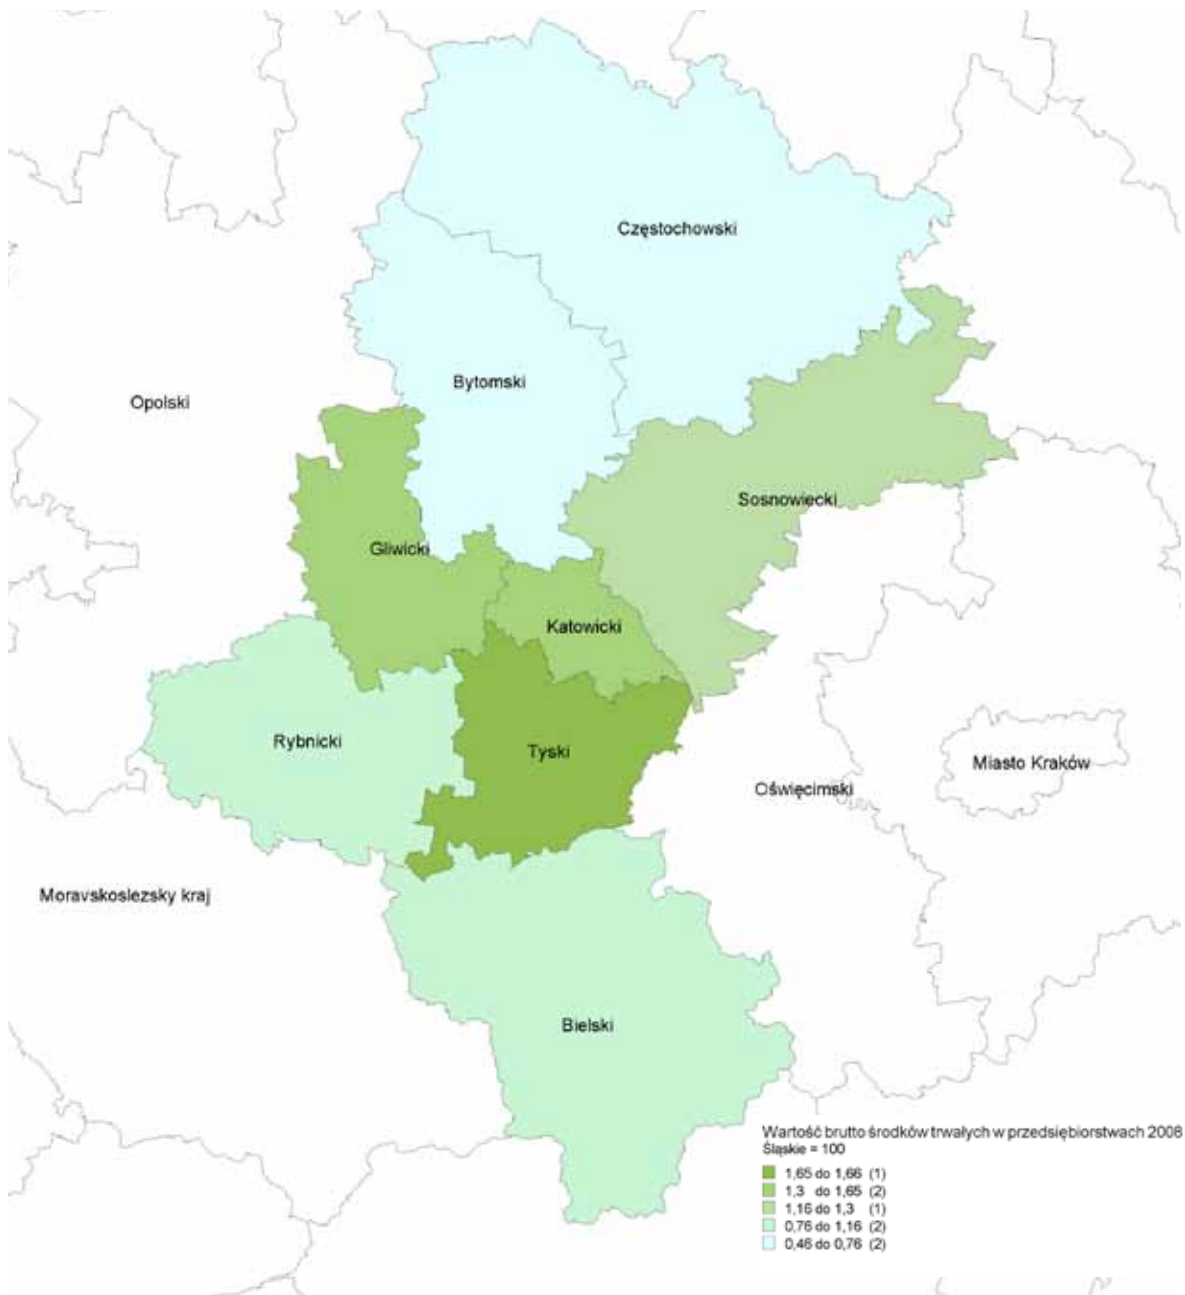 Częstochowski
Bytomski
Opolski
Sosnowiecki
Gliwicki
Katowicki
Rybnicki
Tyski
Miasto Kraków
Oświęcimski
Moravskoslezsky kraj
Bielski
Wartość brutto środków trwałych w przedsiębiorstwach 2008
Śląskie = 100
1,65 do 1,66 (1)
1,3 do 1,65 (2)
1,16 do 1,3 (1)
0,76 do 1,16 (2)
0,46 do 0,76 (2)